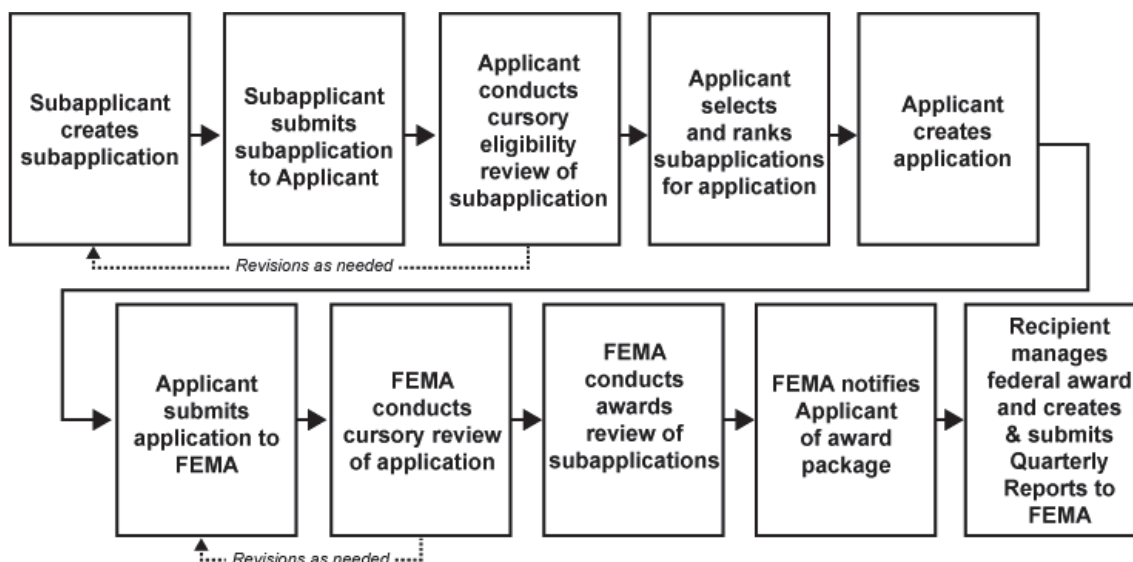 Subapplicant
creates
subapplication
Subapplicant
submits
subapplication
to Applicant
Applicant
conducts
cursory
eligibility
review of
subapplication
Applicant
selects
and ranks
subapplications
for application
Applicant
creates
application
Revisions as needed
Applicant
submits
application to
FEMA
FEMA
conducts
cursory review
of application
FEMA
conducts
awards
review of
subapplications
FEMA notifies
Applicant
of award
package
Recipient
manages
federal award
and creates
& submits
Quarterly
Reports to
FEMA
Revisions as needed